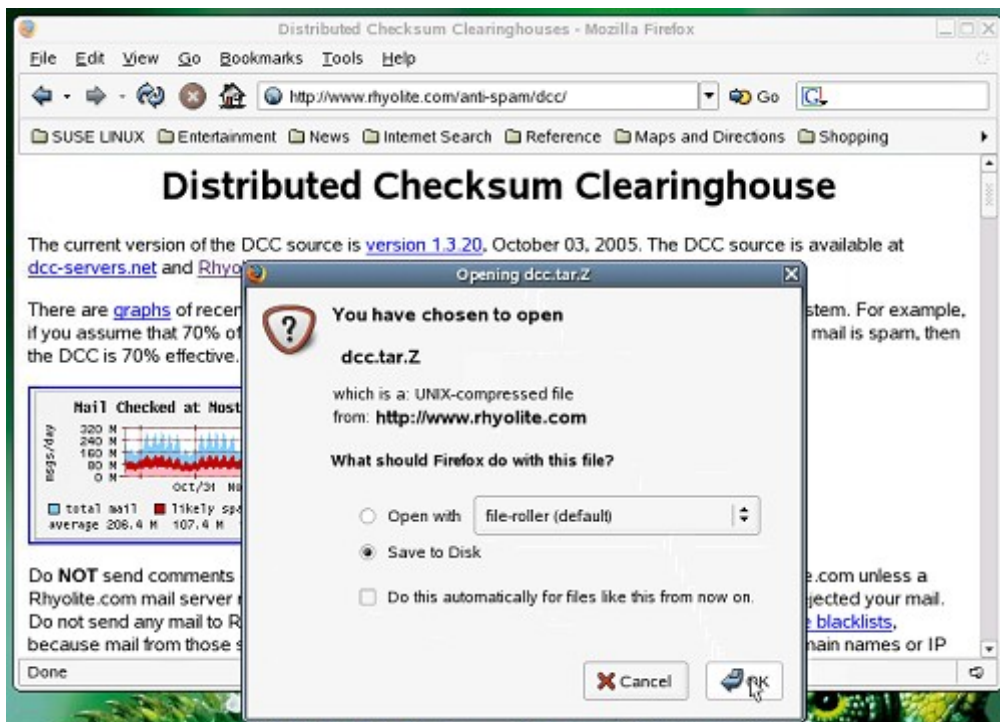 Distributed Checksum Clearinghouses - Mozilla Firefox
File Edit View Go Bookmarks Tools Help
http://www.rhyolite.com/anti-spam/dcc/ Go
SUSE LINUX Entertainment News Internet Search Reference Maps and Directions Shopping
Distributed Checksum Clearinghouse
The current version of the DCC source is version 1.3.20, October 03, 2005. The DCC source is available at
dcc-servers.net and
There are graphs of stem. For example,
if you assume that 70% mail is spam, then
the DCC is 70% effective.
Mail Checked at
msgs/day
320 M
240 M
160 M
80 M
0 M
Oct/31
total mail likely
average 206.4 M 107.4 M
Do NOT send comments e.com unless a
Rhyolite.com mail server jected your mail.
Do not send any mail to blacklists,
because mail from those names or IP
Done
Opening dcc.tar.Z
You have chosen to open
dcc.tar.Z
which is a: UNIX-compressed file
from: http://www.rhyolite.com
What should Firefox do with this file?
Open with file-roller (default)
Save to Disk
Do this automatically for files like this from now on.
Cancel OK